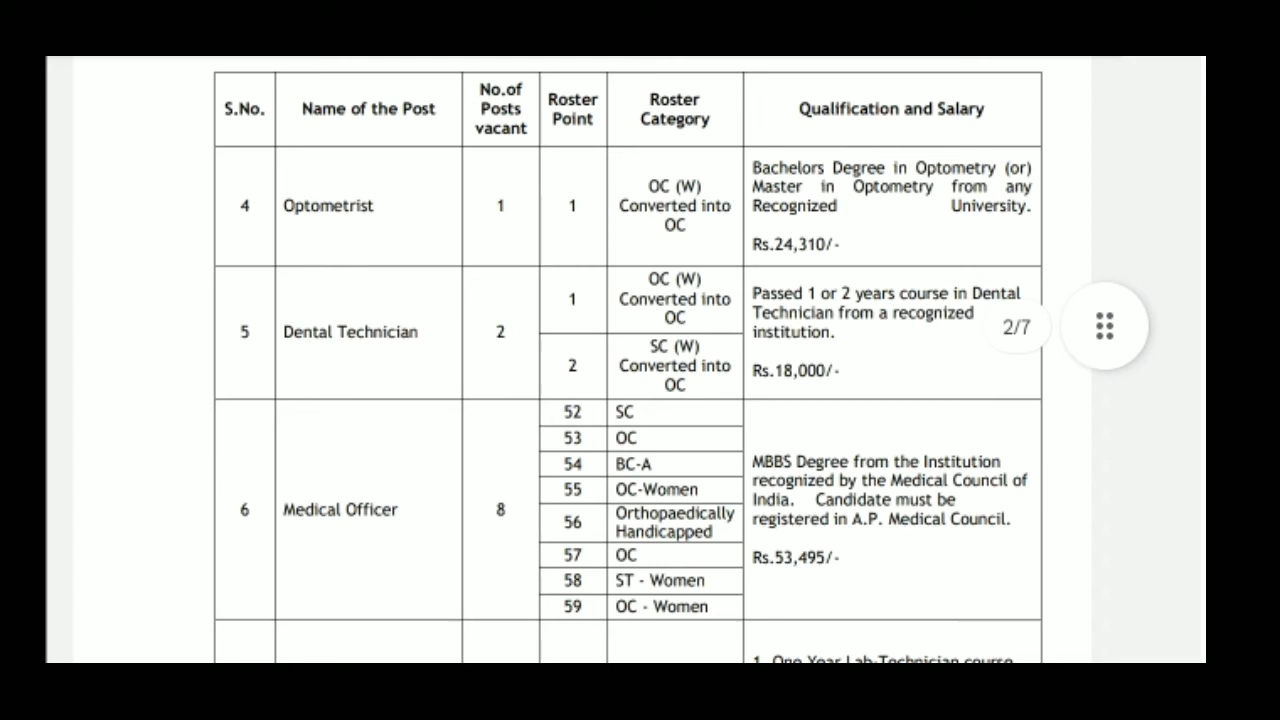 S.No.
Name of the Post
No.of
Posts
vacant
Roster
Point
Roster
Category
Qualification and Salary
4
Optometrist
1
1
OC (W)
Converted into
OC
Bachelors Degree in Optometry (or)
Master in Optometry from any
Recognized University.
Rs.24,310/-
5
Dental Technician
2
1
OC (W)
Converted into
OC
2
SC (W)
Converted into
OC
Passed 1 or 2 years course in Dental
Technician from a recognized
institution.
Rs.18,000/-
2/7
6
Medical Officer
8
52 SC
53 OC
54 BC-A
55 OC-Women
56 Orthopaedically
Handicapped
57 OC
58 ST - Women
59 OC - Women
MBBS Degree from the Institution
recognized by the Medical Council of
India. Candidate must be
registered in A.P. Medical Council.
Rs.53,495/-
1. One Year Lab-Technician course